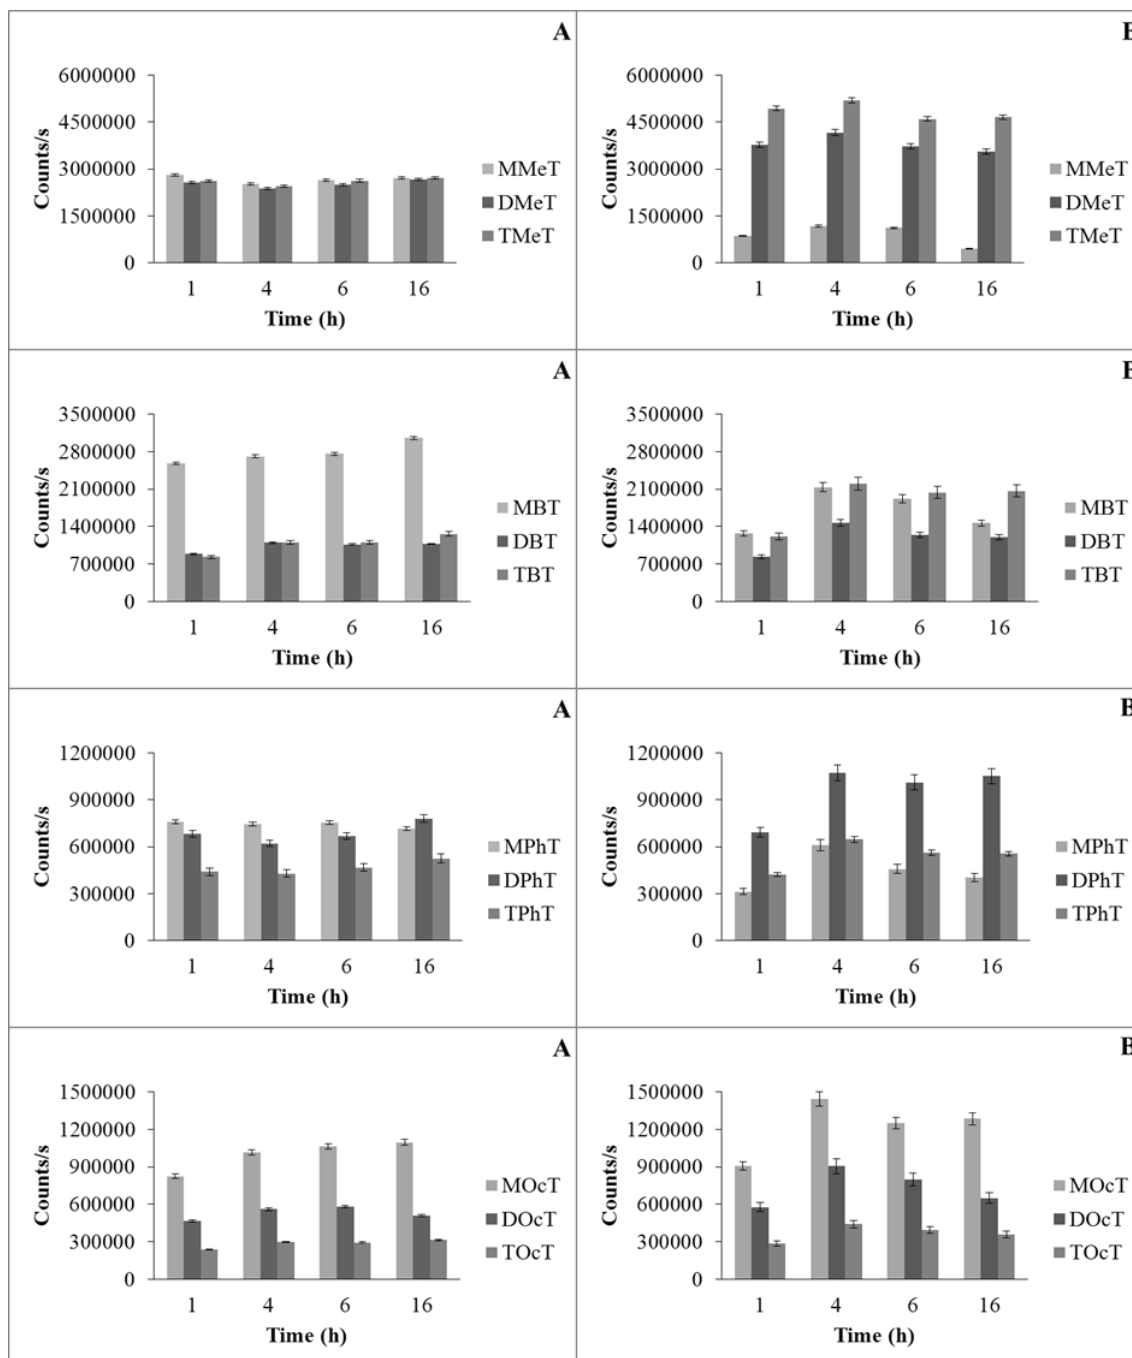 A
6000000
4500000
3000000
1500000
0
Counts/s
MMeT
DMeT
TMeT
1 4 6 16
Time (h)
B
6000000
4500000
3000000
1500000
0
Counts/s
MMeT
DMeT
TMeT
1 4 6 16
Time (h)
A
3500000
2800000
2100000
1400000
700000
0
Counts/s
MBT
DBT
TBT
1 4 6 16
Time (h)
B
3500000
2800000
2100000
1400000
700000
0
Counts/s
MBT
DBT
TBT
1 4 6 16
Time (h)
A
1200000
900000
600000
300000
0
Counts/s
MPhT
DPhT
TPhT
1 4 6 16
Time (h)
B
1200000
900000
600000
300000
0
Counts/s
MPhT
DPhT
TPhT
1 4 6 16
Time (h)
A
1500000
1200000
900000
600000
300000
0
Counts/s
MOcT
DOcT
TOcT
1 4 6 16
Time (h)
B
1500000
1200000
900000
600000
300000
0
Counts/s
MOcT
DOcT
TOcT
1 4 6 16
Time (h)